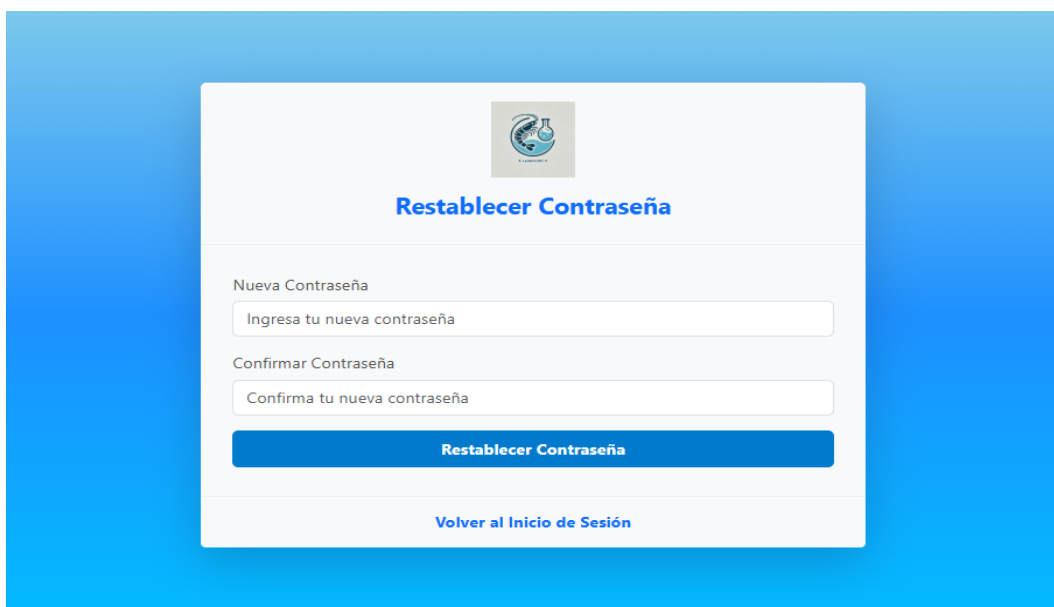 Restablecer Contraseña
Nueva Contraseña
Ingresa tu nueva contraseña
Confirmar Contraseña
Confirma tu nueva contraseña
Restablecer Contraseña
Volver al Inicio de Sesión